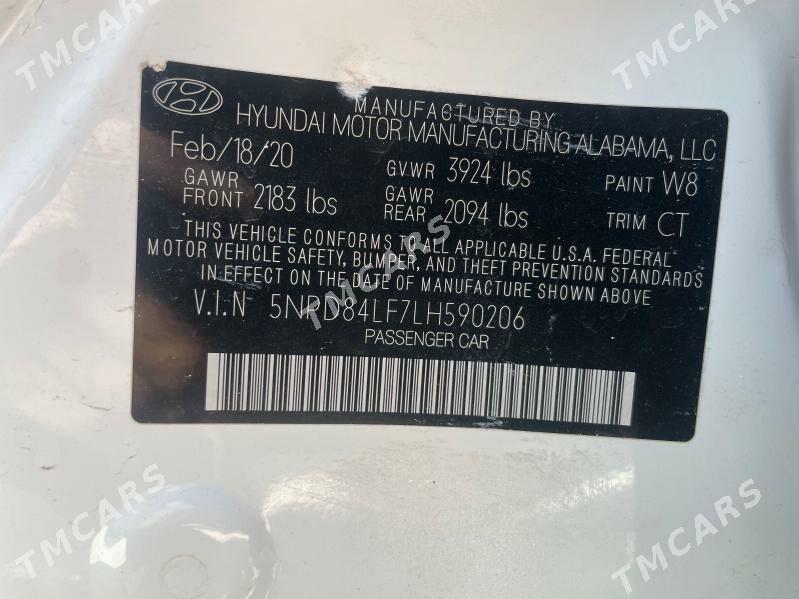 MANUFACTURED BY
HYUNDAI MOTOR MANUFACTURING ALABAMA, LLC
Feb/18/20 GVWR 3924 lbs PAINT W8
GAWR FRONT 2183 lbs GAWR REAR 2094 lbs TRIM CT
THIS VEHICLE CONFORMS TO ALL APPLICABLE U.S.A. FEDERAL
MOTOR VEHICLE SAFETY, BUMPER, AND THEFT PREVENTION STANDARDS
IN EFFECT ON THE DATE OF MANUFACTURE SHOWN ABOVE
V.I.N 5NPD84LF7LH590206
PASSENGER CAR
TMCARS
TMCARS
TMCARS
TMCARS
TMCARS
TMCARS
TMCARS